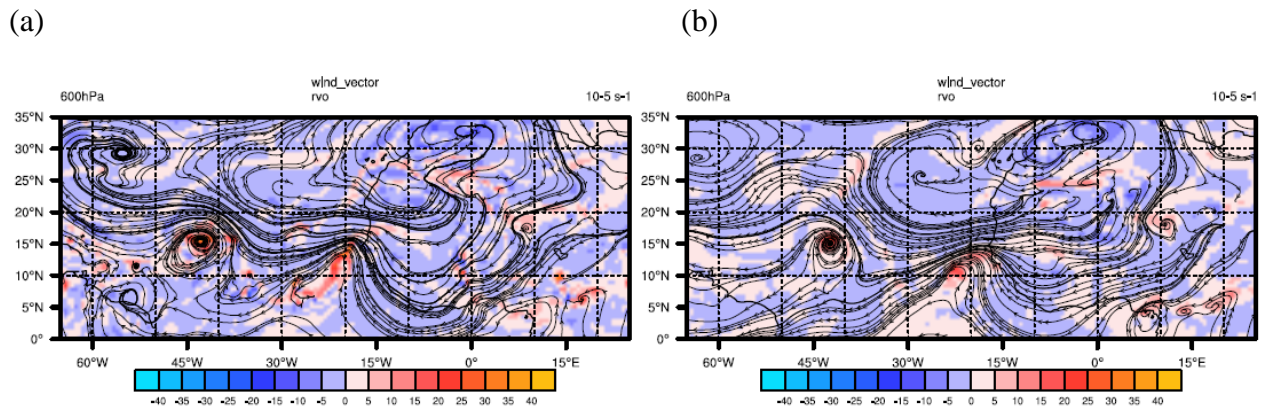 (a) (b)
wind_vector wind_vector
600hPa rvo 10-5 s-1 600hPa rvo 10-5 s-1
35°N 35°N
30°N 30°N
25°N 25°N
20°N 20°N
15°N 15°N
10°N 10°N
5°N 5°N
0° 0°
60°W 45°W 30°W 15°W 0° 15°E 60°W 45°W 30°W 15°W 0° 15°E
-40 -35 -30 -25 -20 -15 -10 -5 0 5 10 15 20 25 30 35 40 -40 -35 -30 -25 -20 -15 -10 -5 0 5 10 15 20 25 30 35 40